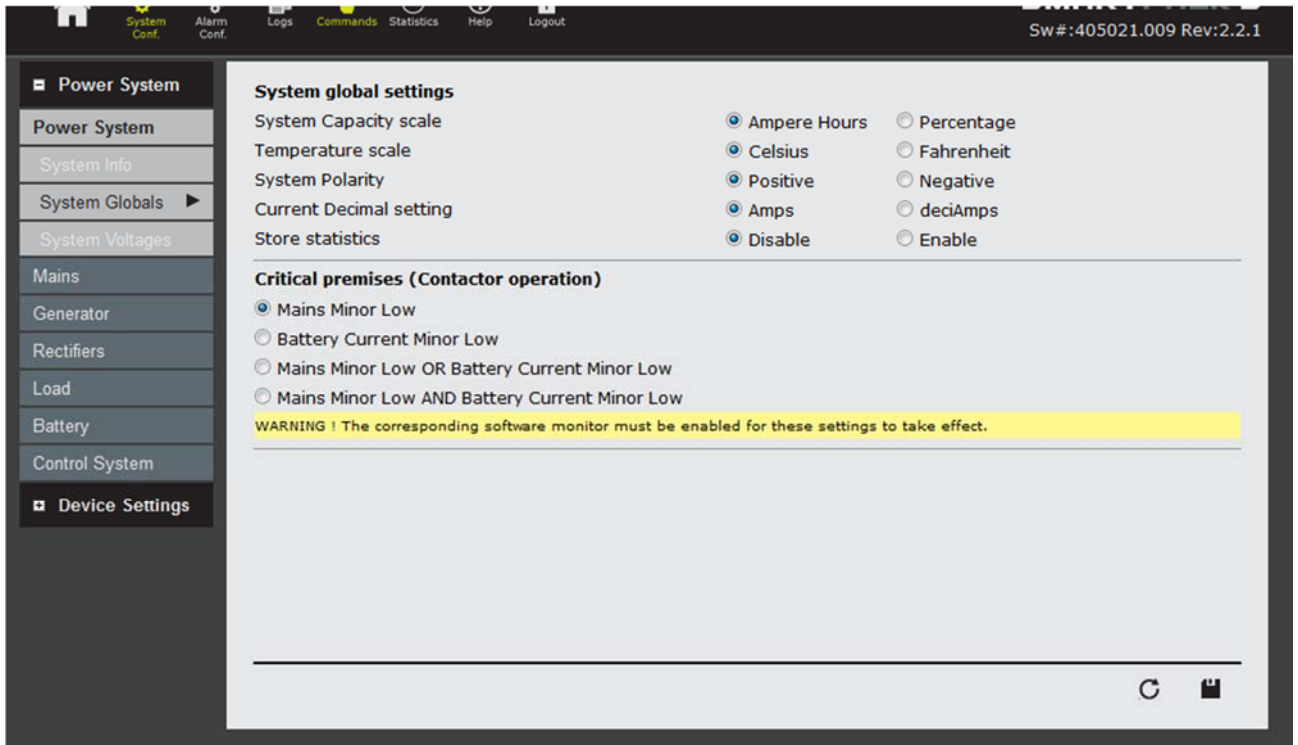 System Conf.
Alarm Conf.
Logs
Commands
Statistics
Help
Logout
Sw#:405021.009 Rev:2.2.1
Power System
Power System
System Info
System Globals
System Voltages
Mains
Generator
Rectifiers
Load
Battery
Control System
Device Settings
System global settings
System Capacity scale Ampere Hours Percentage
Temperature scale Celsius Fahrenheit
System Polarity Positive Negative
Current Decimal setting Amps deciAmps
Store statistics Disable Enable
Critical premises (Contactor operation)
Mains Minor Low
Battery Current Minor Low
Mains Minor Low OR Battery Current Minor Low
Mains Minor Low AND Battery Current Minor Low
WARNING ! The corresponding software monitor must be enabled for these settings to take effect.